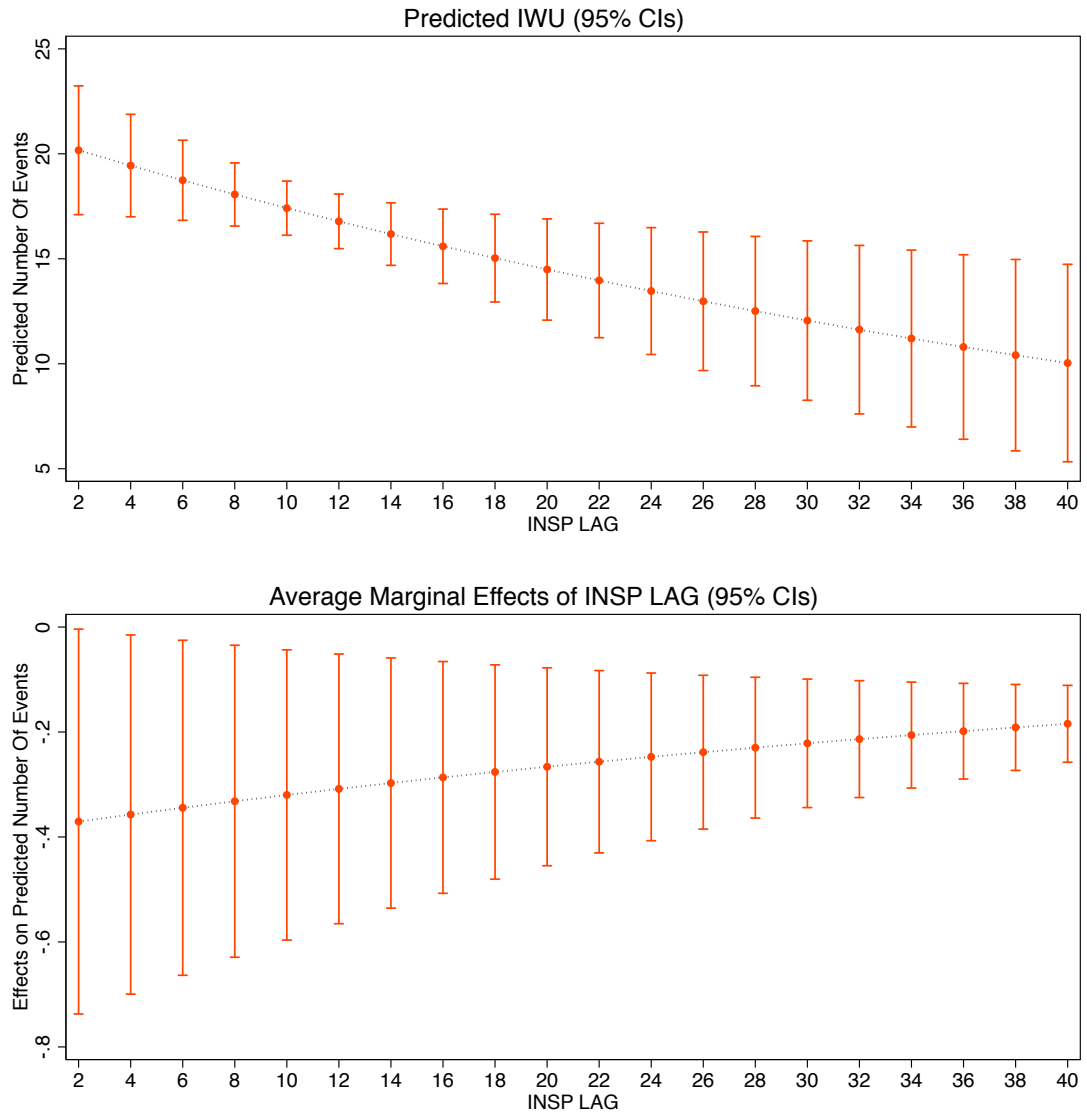 Predicted IWU (95% CIs)
Predicted Number Of Events
25
20
15
10
5
2 4 6 8 10 12 14 16 18 20 22 24 26 28 30 32 34 36 38 40
INSP LAG
Average Marginal Effects of INSP LAG (95% CIs)
Effects on Predicted Number Of Events
0
-.2
-.4
-.6
-.8
2 4 6 8 10 12 14 16 18 20 22 24 26 28 30 32 34 36 38 40
INSP LAG